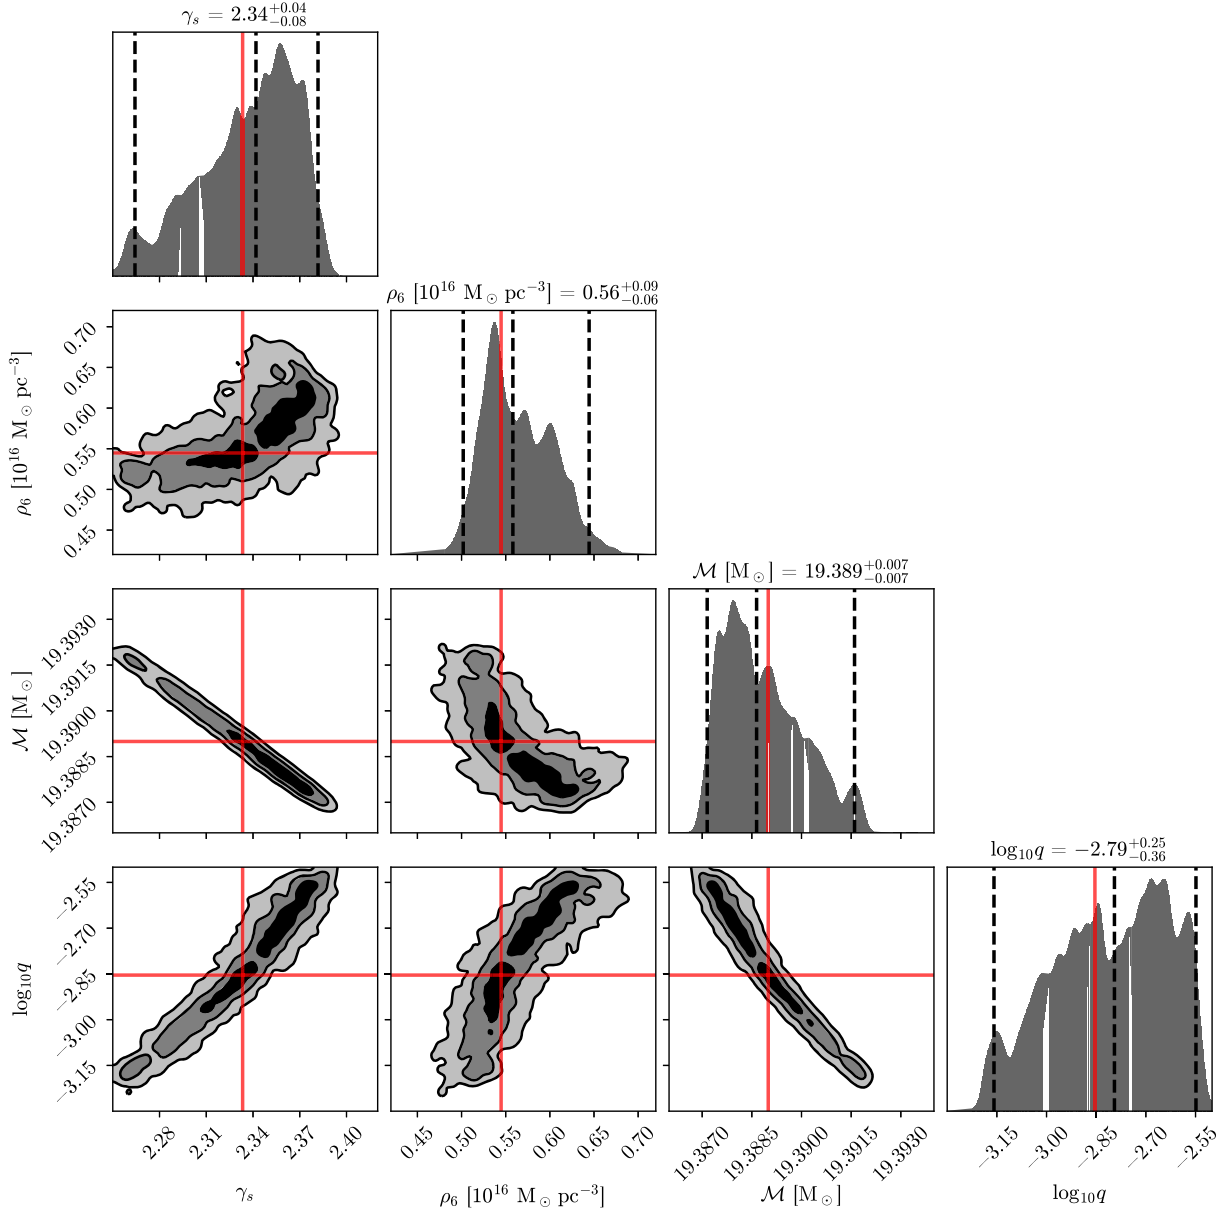 γ_s = 2.34^{+0.04}_{−0.08}
ρ_6 [10^{16} M_⊙ pc^{−3}] = 0.56^{+0.09}_{−0.06}
ρ_6 [10^{16} M_⊙ pc^{−3}]
0.70
0.65
0.60
0.55
0.50
0.45
ℳ [M_⊙] = 19.389^{+0.007}_{−0.007}
ℳ [M_⊙]
19.3930
19.3915
19.3900
19.3885
19.3870
log_{10}q = −2.79^{+0.25}_{−0.36}
log_{10}q
−2.55
−2.70
−2.85
−3.00
−3.15
2.28 2.31 2.34 2.37 2.40
0.45 0.50 0.55 0.60 0.65 0.70
19.3870 19.3885 19.3900 19.3915 19.3930
−3.15 −3.00 −2.85 −2.70 −2.55
γ_s
ρ_6 [10^{16} M_⊙ pc^{−3}]
ℳ [M_⊙]
log_{10}q